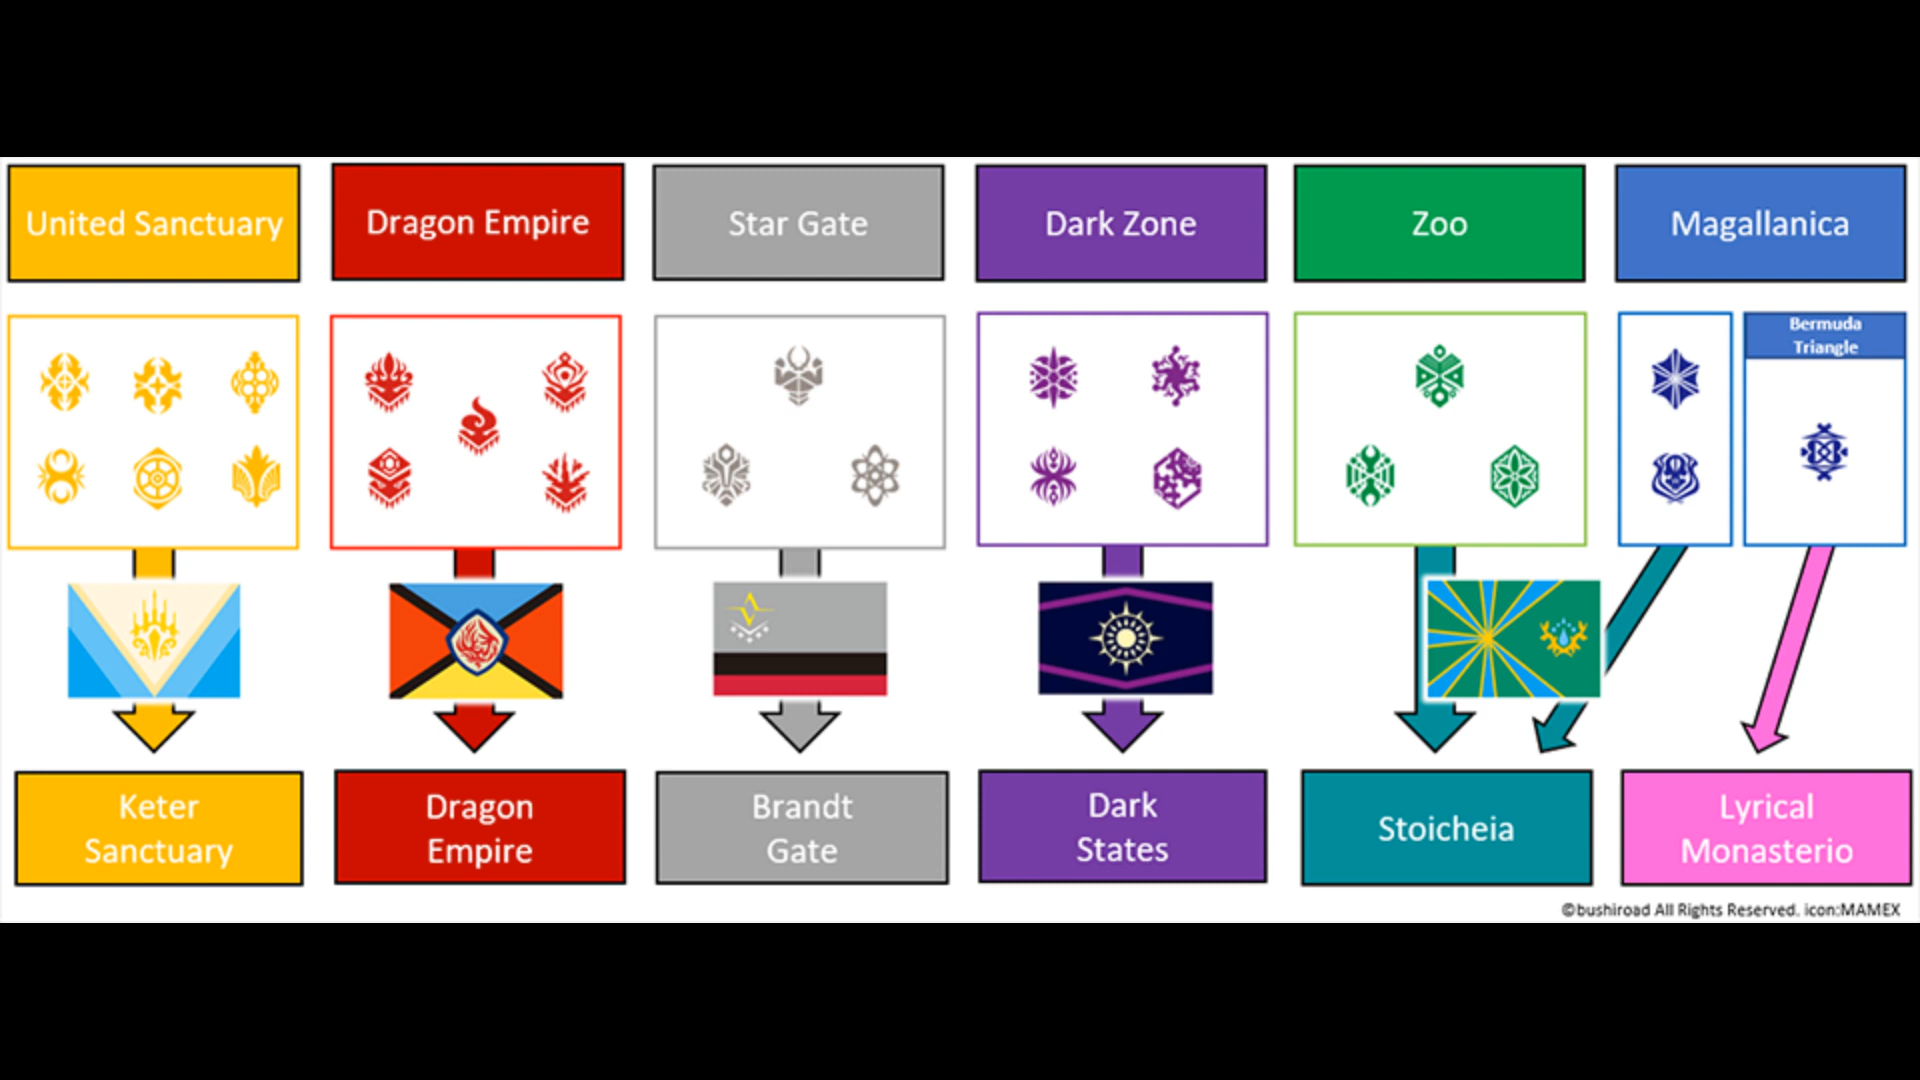 United Sanctuary
Dragon Empire
Star Gate
Dark Zone
Zoo
Magallanica
Bermuda
Triangle
Keter
Sanctuary
Dragon
Empire
Brandt
Gate
Dark
States
Stoicheia
Lyrical
Monasterio
©bushiroad All Rights Reserved. icon:MAMEX